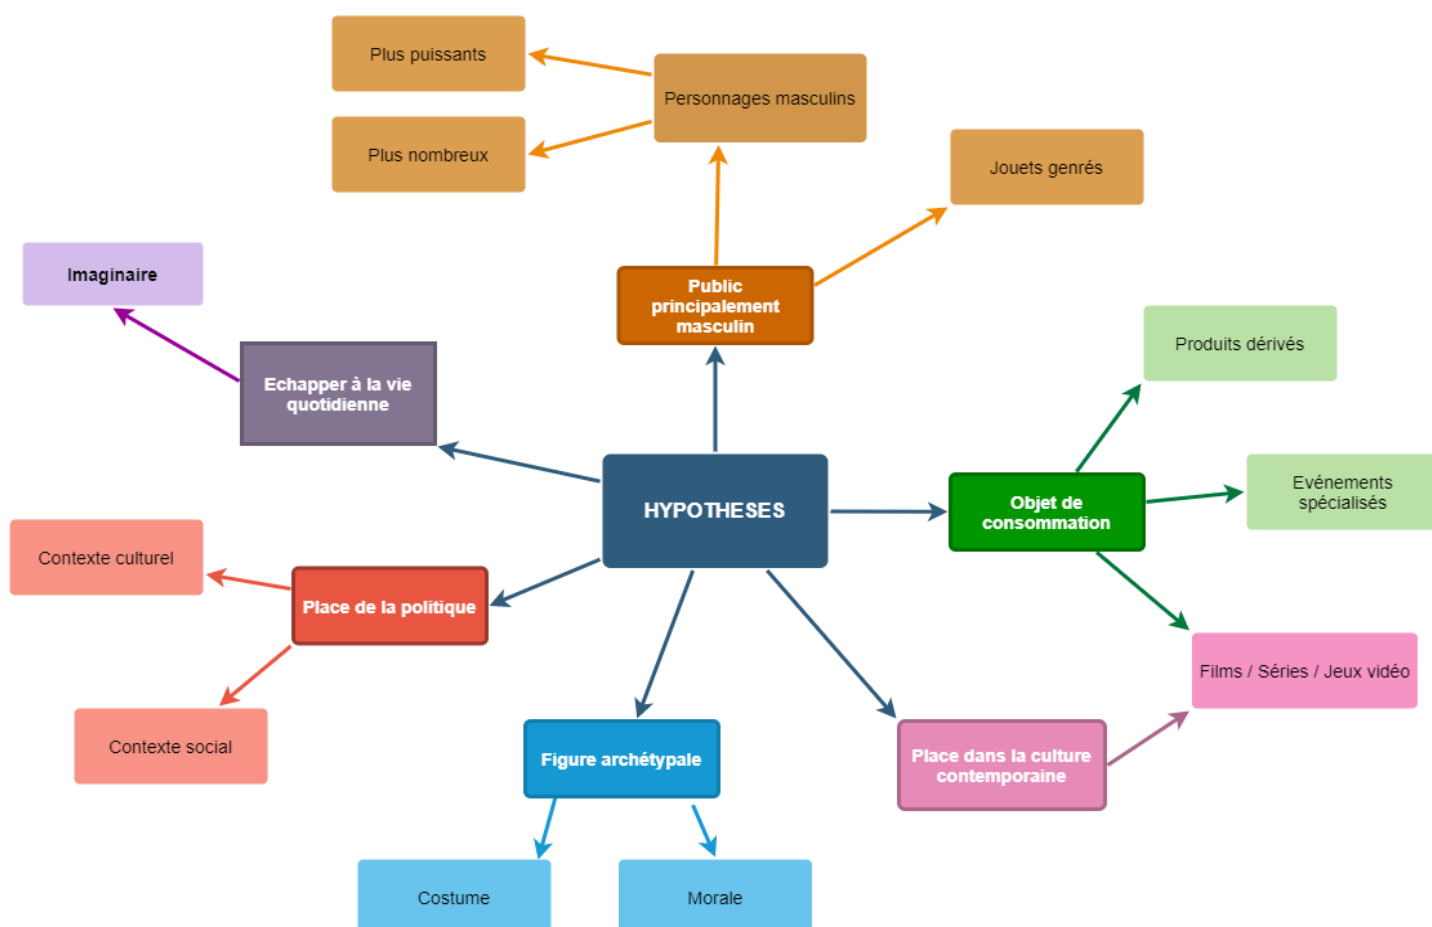 Plus puissants
Personnages masculins
Plus nombreux
Jouets genrés
Imaginaire
Public
principalement
masculin
Produits dérivés
Echapper à la vie
quotidienne
HYPOTHESES
Objet de
consommation
Evénements
spécialisés
Contexte culturel
Place de la politique
Films / Séries / Jeux vidéo
Contexte social
Figure archétypale
Place dans la culture
contemporaine
Costume
Morale